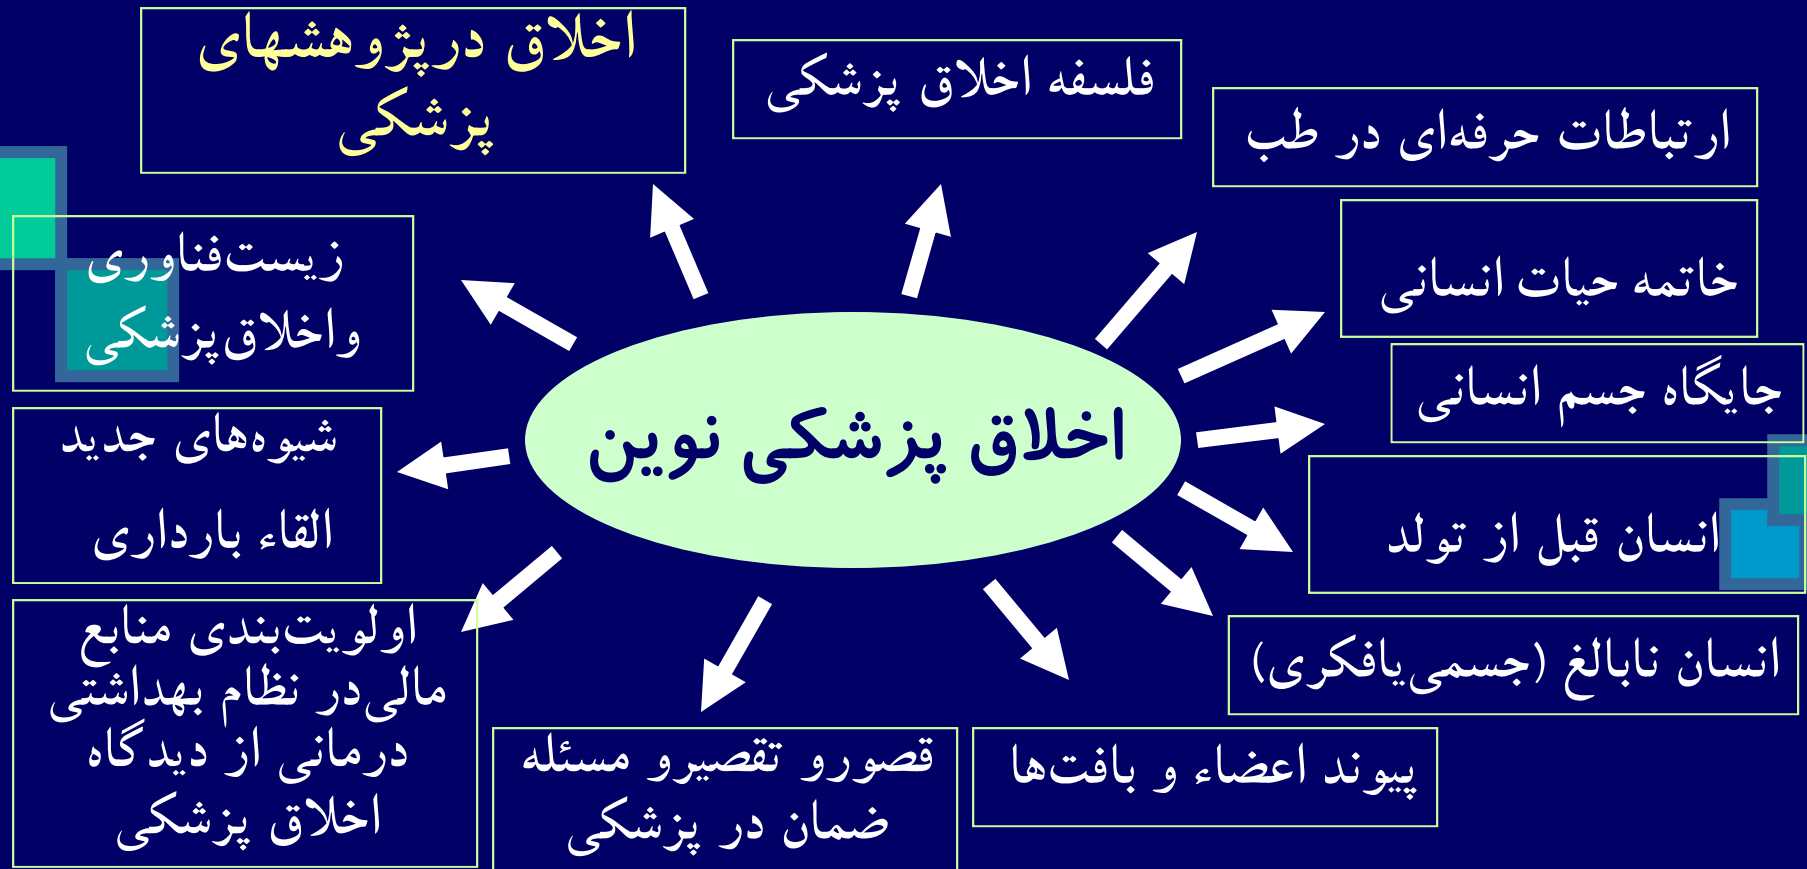 اخلاق درپژوهشهای
پزشکی
فلسفه اخلاق پزشکی
ارتباطات حرفه‌ای در طب
خاتمه حیات انسانی
جایگاه جسم انسانی
انسان قبل از تولد
انسان نابالغ (جسمی‌یافکری)
پیوند اعضاء و بافت‌ها
قصورو تقصیرو مسئله
ضمان در پزشکی
اولویت‌بندی منابع
مالی‌در نظام بهداشتی
درمانی از دیدگاه
اخلاق پزشکی
شیوه‌های جدید
القاء بارداری
زیست‌فناوری
واخلاق‌پزشکی
اخلاق پزشکی نوین